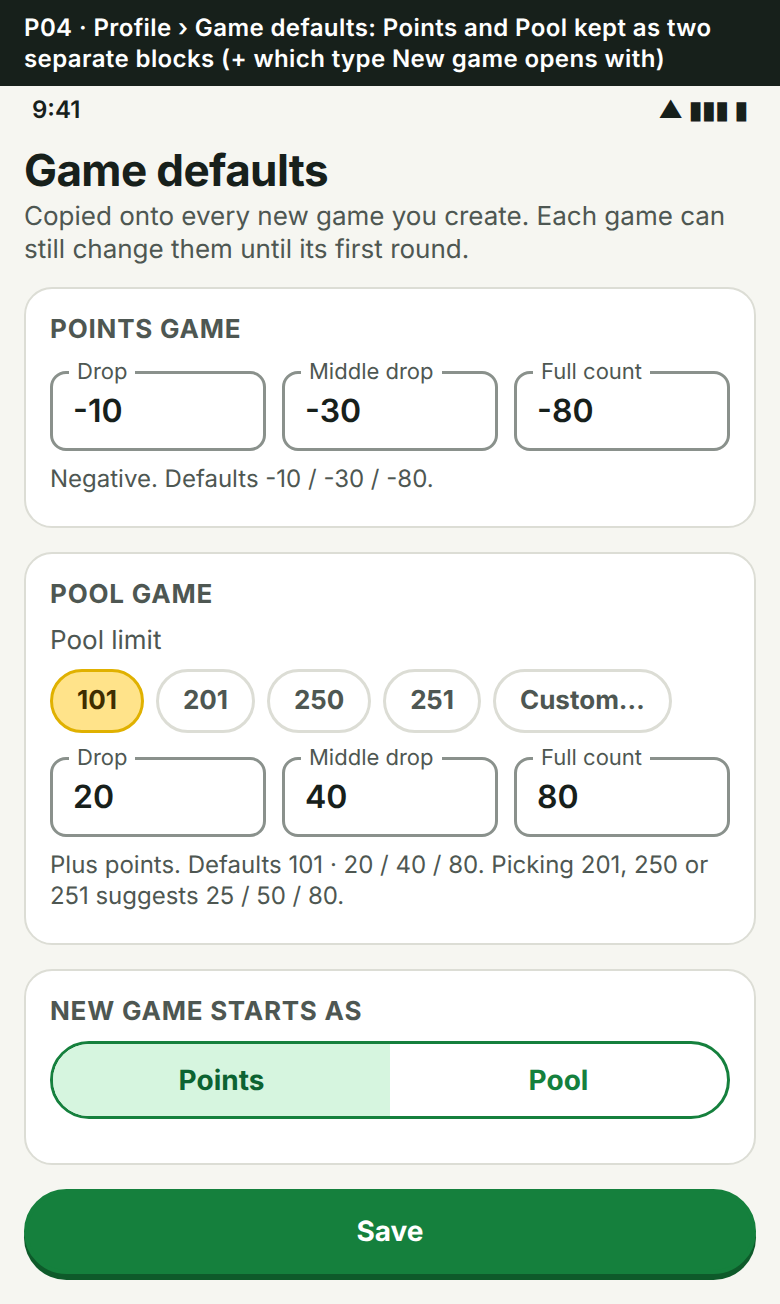 P04 · Profile › Game defaults: Points and Pool kept as two
separate blocks (+ which type New game opens with)
9:41
Game defaults
Copied onto every new game you create. Each game can
still change them until its first round.
POINTS GAME
Drop
Middle drop
Full count
-10
-30
-80
Negative. Defaults -10 / -30 / -80.
POOL GAME
Pool limit
101
201
250
251
Custom...
Drop
Middle drop
Full count
20
40
80
Plus points. Defaults 101 · 20 / 40 / 80. Picking 201, 250 or
251 suggests 25 / 50 / 80.
NEW GAME STARTS AS
Points
Pool
Save